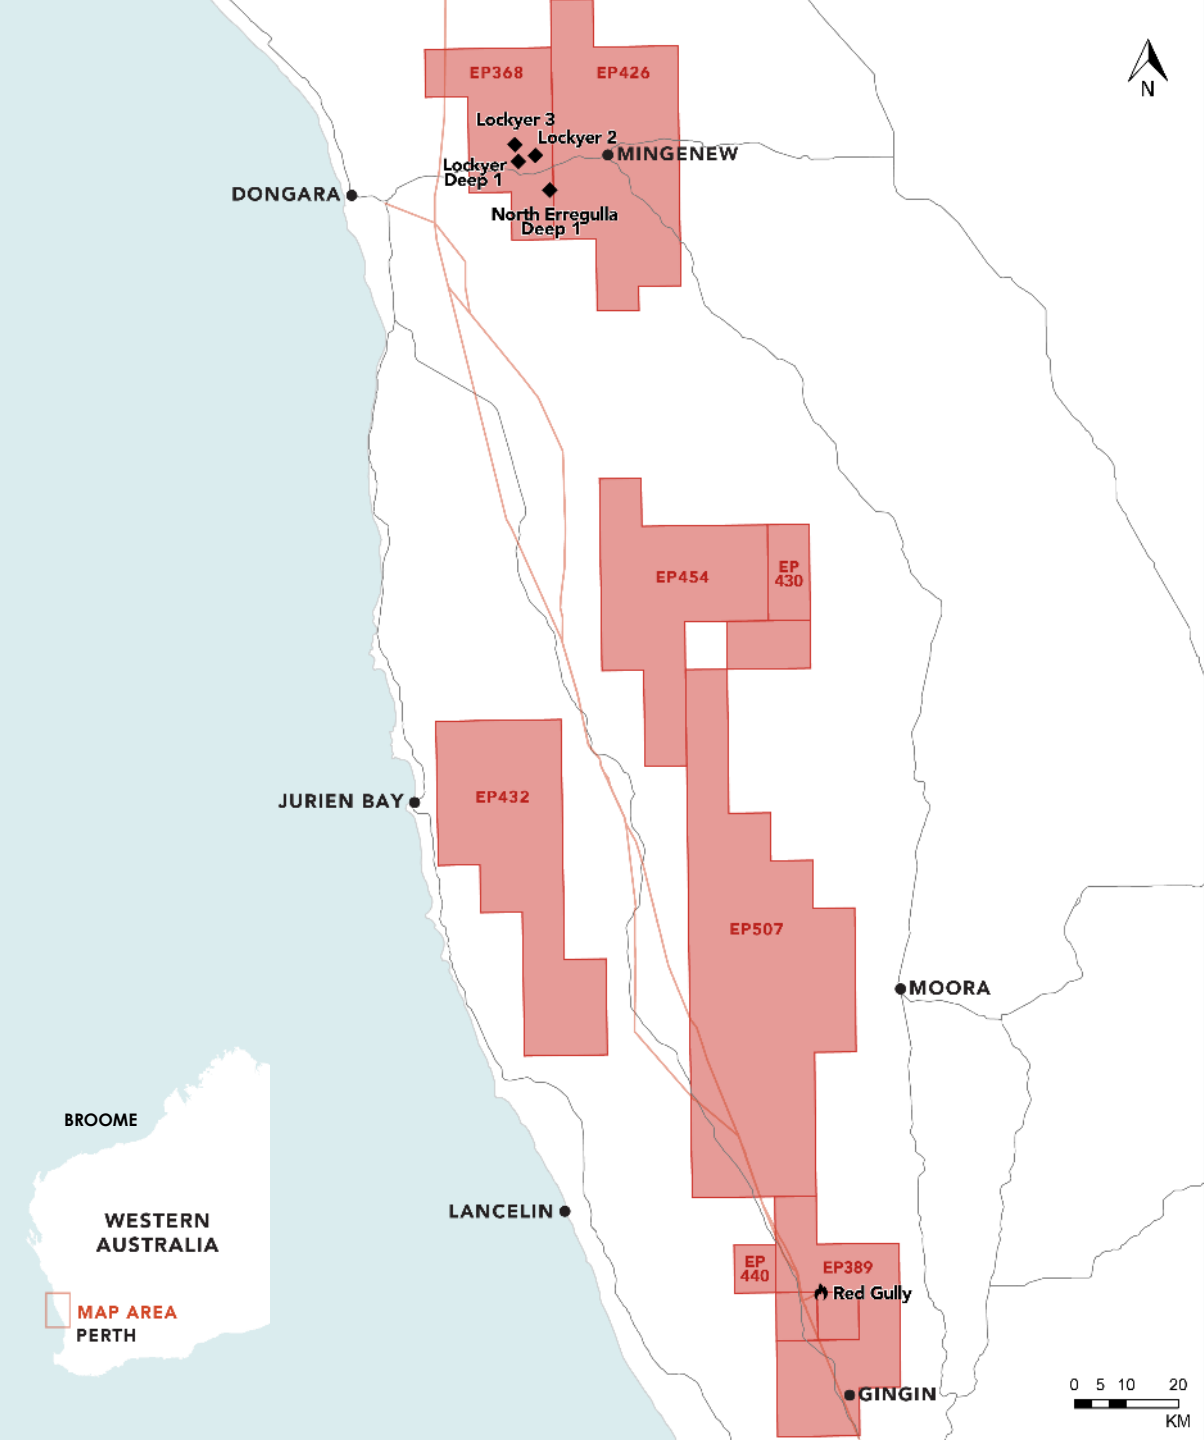 EP368
EP426
N
Lockyer 3
Lockyer 2
MINGENEW
Lockyer
Deep 1
DONGARA
North Erregulla
Deep 1
EP454
EP
430
EP432
JURIEN BAY
EP507
MOORA
BROOME
WESTERN
AUSTRALIA
MAP AREA
PERTH
LANCELIN
EP
440
EP389
Red Gully
GINGIN
0 5 10 20
KM